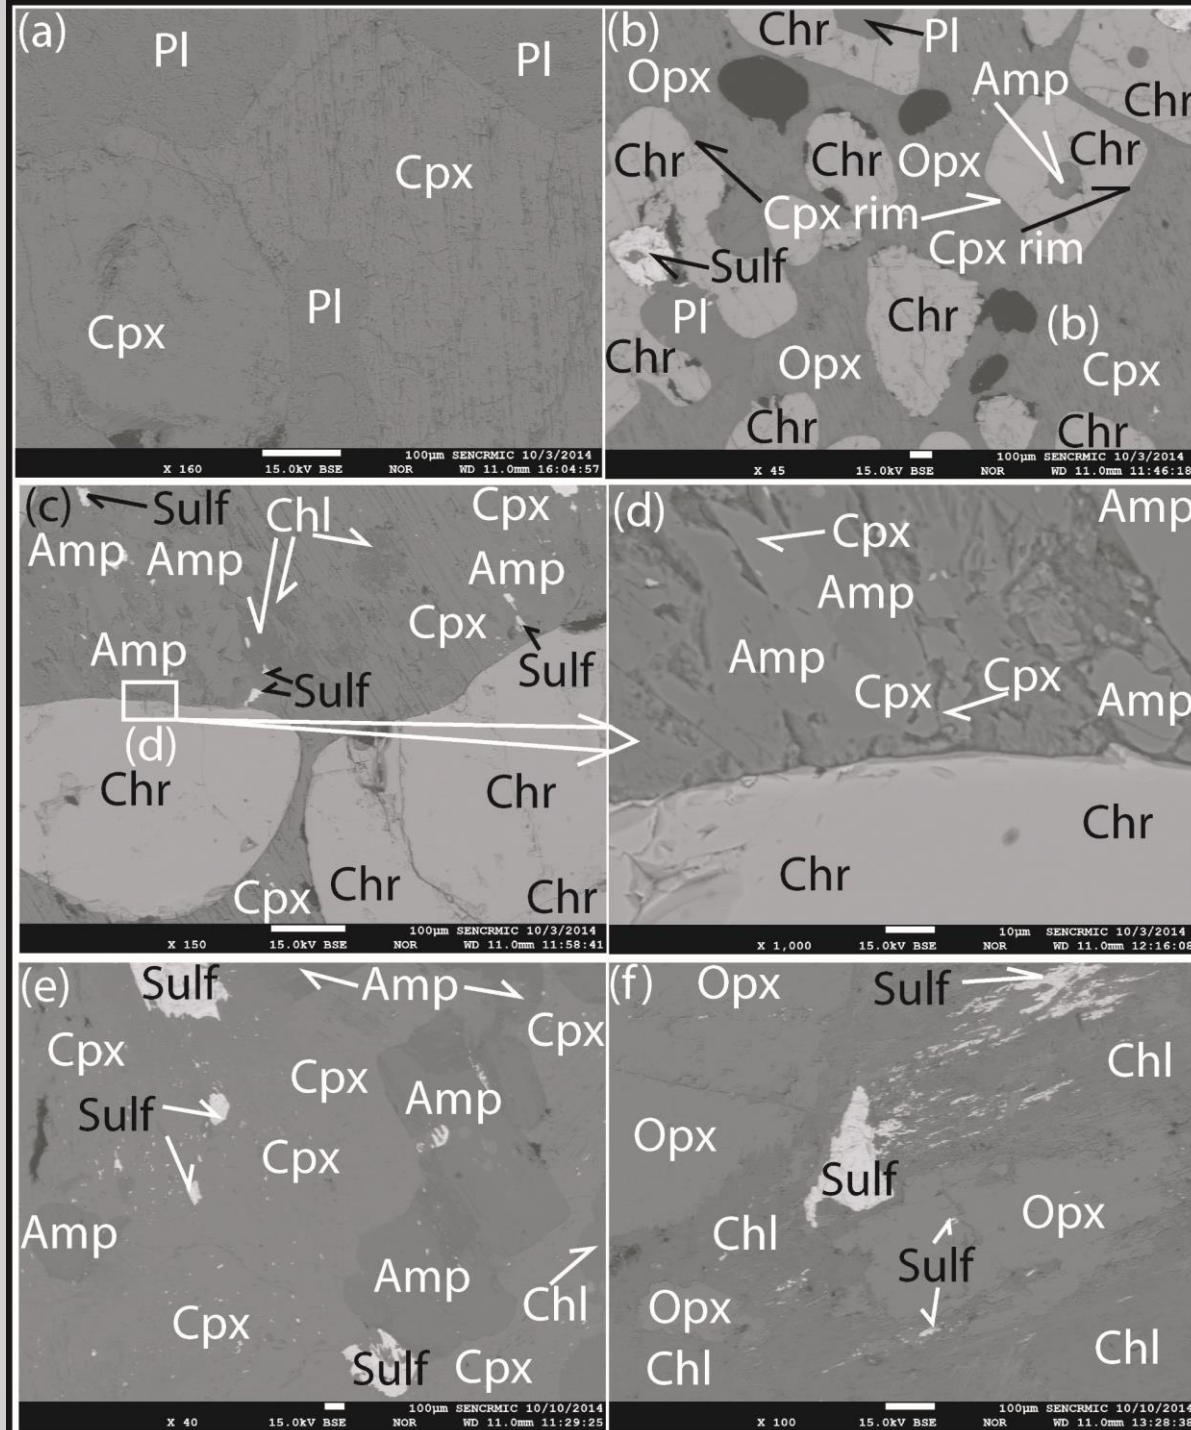 (a)
Pl
Pl
Cpx
Pl
Cpx
100µm SENCRMIC 10/3/2014
X 160 15.0kV BSE NOR WD 11.0mm 16:04:57
(b)
Chr
Pl
Opx
Amp
Chr
Chr
Chr
Opx
Chr
Cpx rim
Cpx rim
Sulf
Pl
Chr
(b)
Chr
Opx
Cpx
Chr
Chr
100µm SENCRMIC 10/3/2014
X 45 15.0kV BSE NOR WD 11.0mm 11:46:18
(c)
Sulf
Chl
Cpx
Amp
Amp
Amp
Cpx
Amp
Sulf
Sulf
(d)
Chr
Chr
Cpx
Chr
Chr
100µm SENCRMIC 10/3/2014
X 150 15.0kV BSE NOR WD 11.0mm 11:58:41
(d)
Amp
Cpx
Amp
Amp
Cpx
Cpx
Amp
Chr
Chr
10µm SENCRMIC 10/3/2014
X 1,000 15.0kV BSE NOR WD 11.0mm 12:16:08
(e)
Sulf
Amp
Cpx
Cpx
Cpx
Amp
Sulf
Cpx
Amp
Amp
Chl
Cpx
Sulf
Cpx
100µm SENCRMIC 10/10/2014
X 40 15.0kV BSE NOR WD 11.0mm 11:29:25
(f)
Opx
Sulf
Chl
Opx
Sulf
Opx
Chl
Sulf
Opx
Chl
Chl
100µm SENCRMIC 10/10/2014
X 100 15.0kV BSE NOR WD 11.0mm 13:28:38